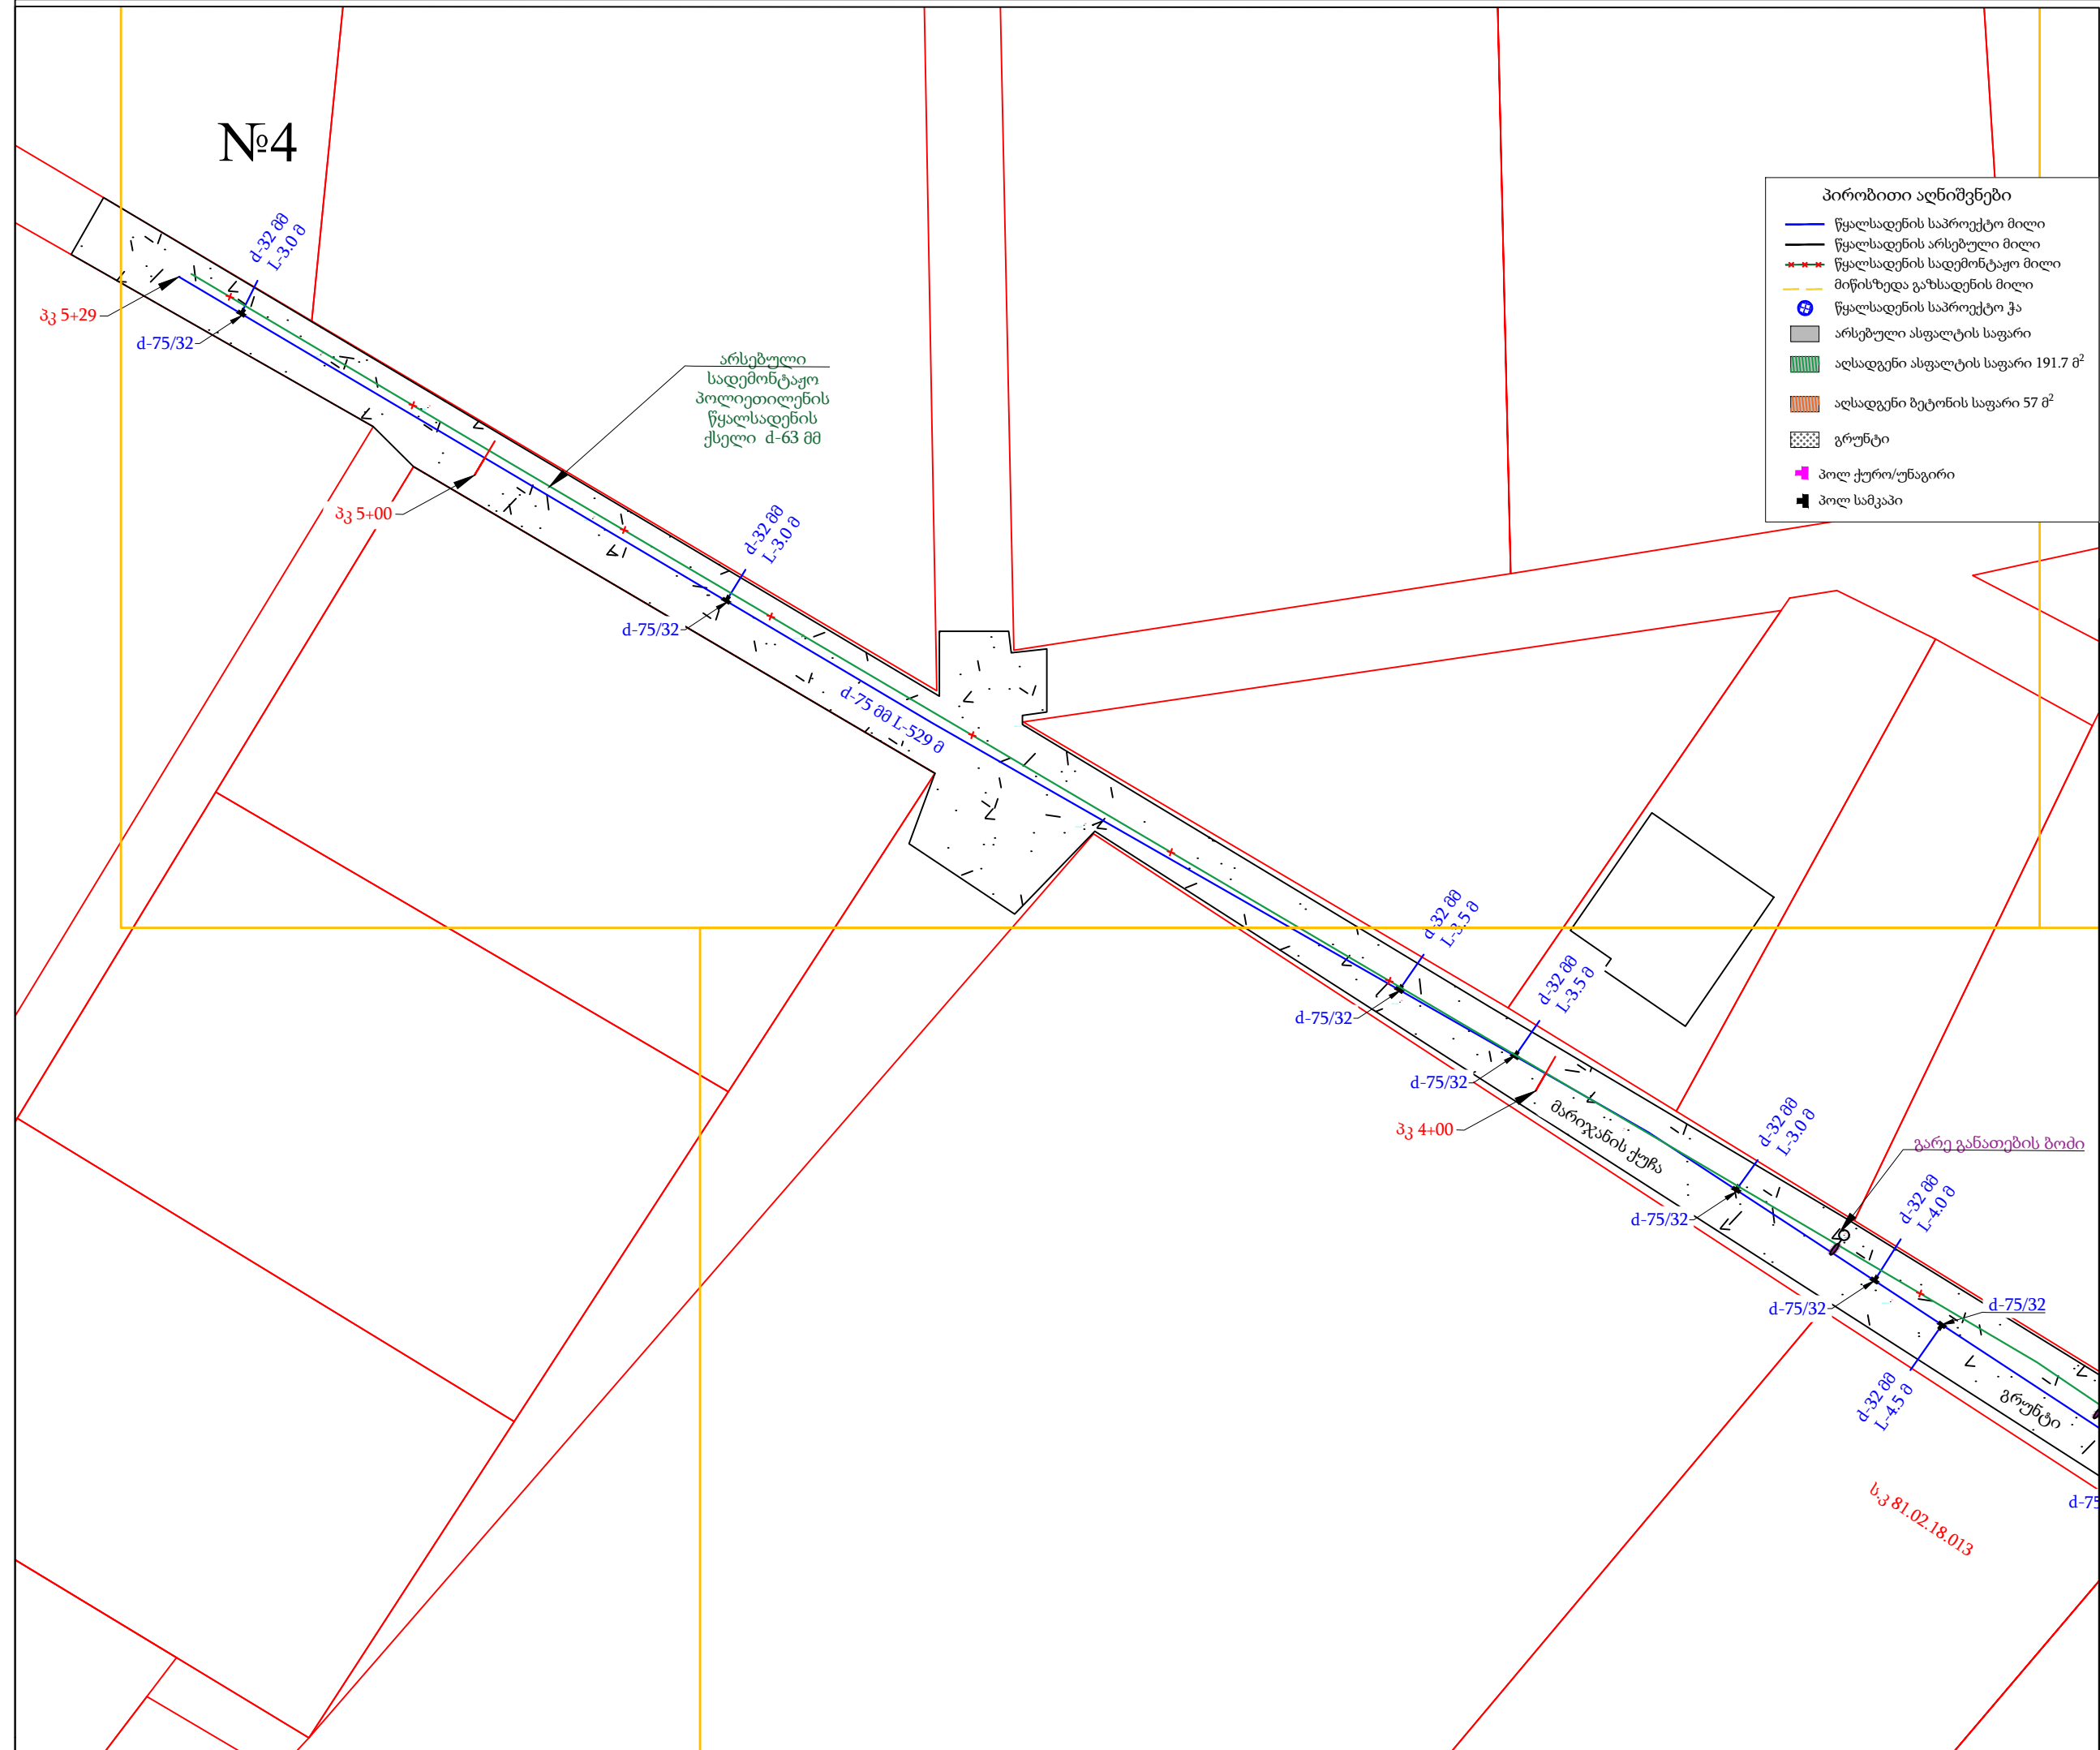 №4
პირობითი აღნიშვნები
წყალსადენის საპროექტო მილი
წყალსადენის არსებული მილი
წყალსადენის სადემონტაჟო მილი
მიწისზედა გაზსადენის მილი
წყალსადენის საპროექტო ჭა
არსებული ასფალტის საფარი
აღსადგენი ასფალტის საფარი 191.7 მ²
აღსადგენი ბეტონის საფარი 57 მ²
გრუნტი
პოლ ქურო/უნაგირი
პოლ სამკაპი
d-32 მმ
L-3.0 მ
პკ 5+29
d-75/32
არსებული
სადემონტაჟო
პოლიეთილენის
წყალსადენის
ქსელი d-63 მმ
პკ 5+00
d-32 მმ
L-3.0 მ
d-75/32
d-75 მმ L-529 მ
d-32 მმ
L-3.5 მ
d-75/32
d-32 მმ
L-3.5 მ
d-75/32
პკ 4+00
მარიჯანის ქუჩა
d-32 მმ
L-3.0 მ
d-75/32
გარე განათების ბოძი
d-32 მმ
L-4.0 მ
d-75/32
d-75/32
d-32 მმ
L-4.5 მ
გრუნტი
ს.კ 81.02.18.013
d-75